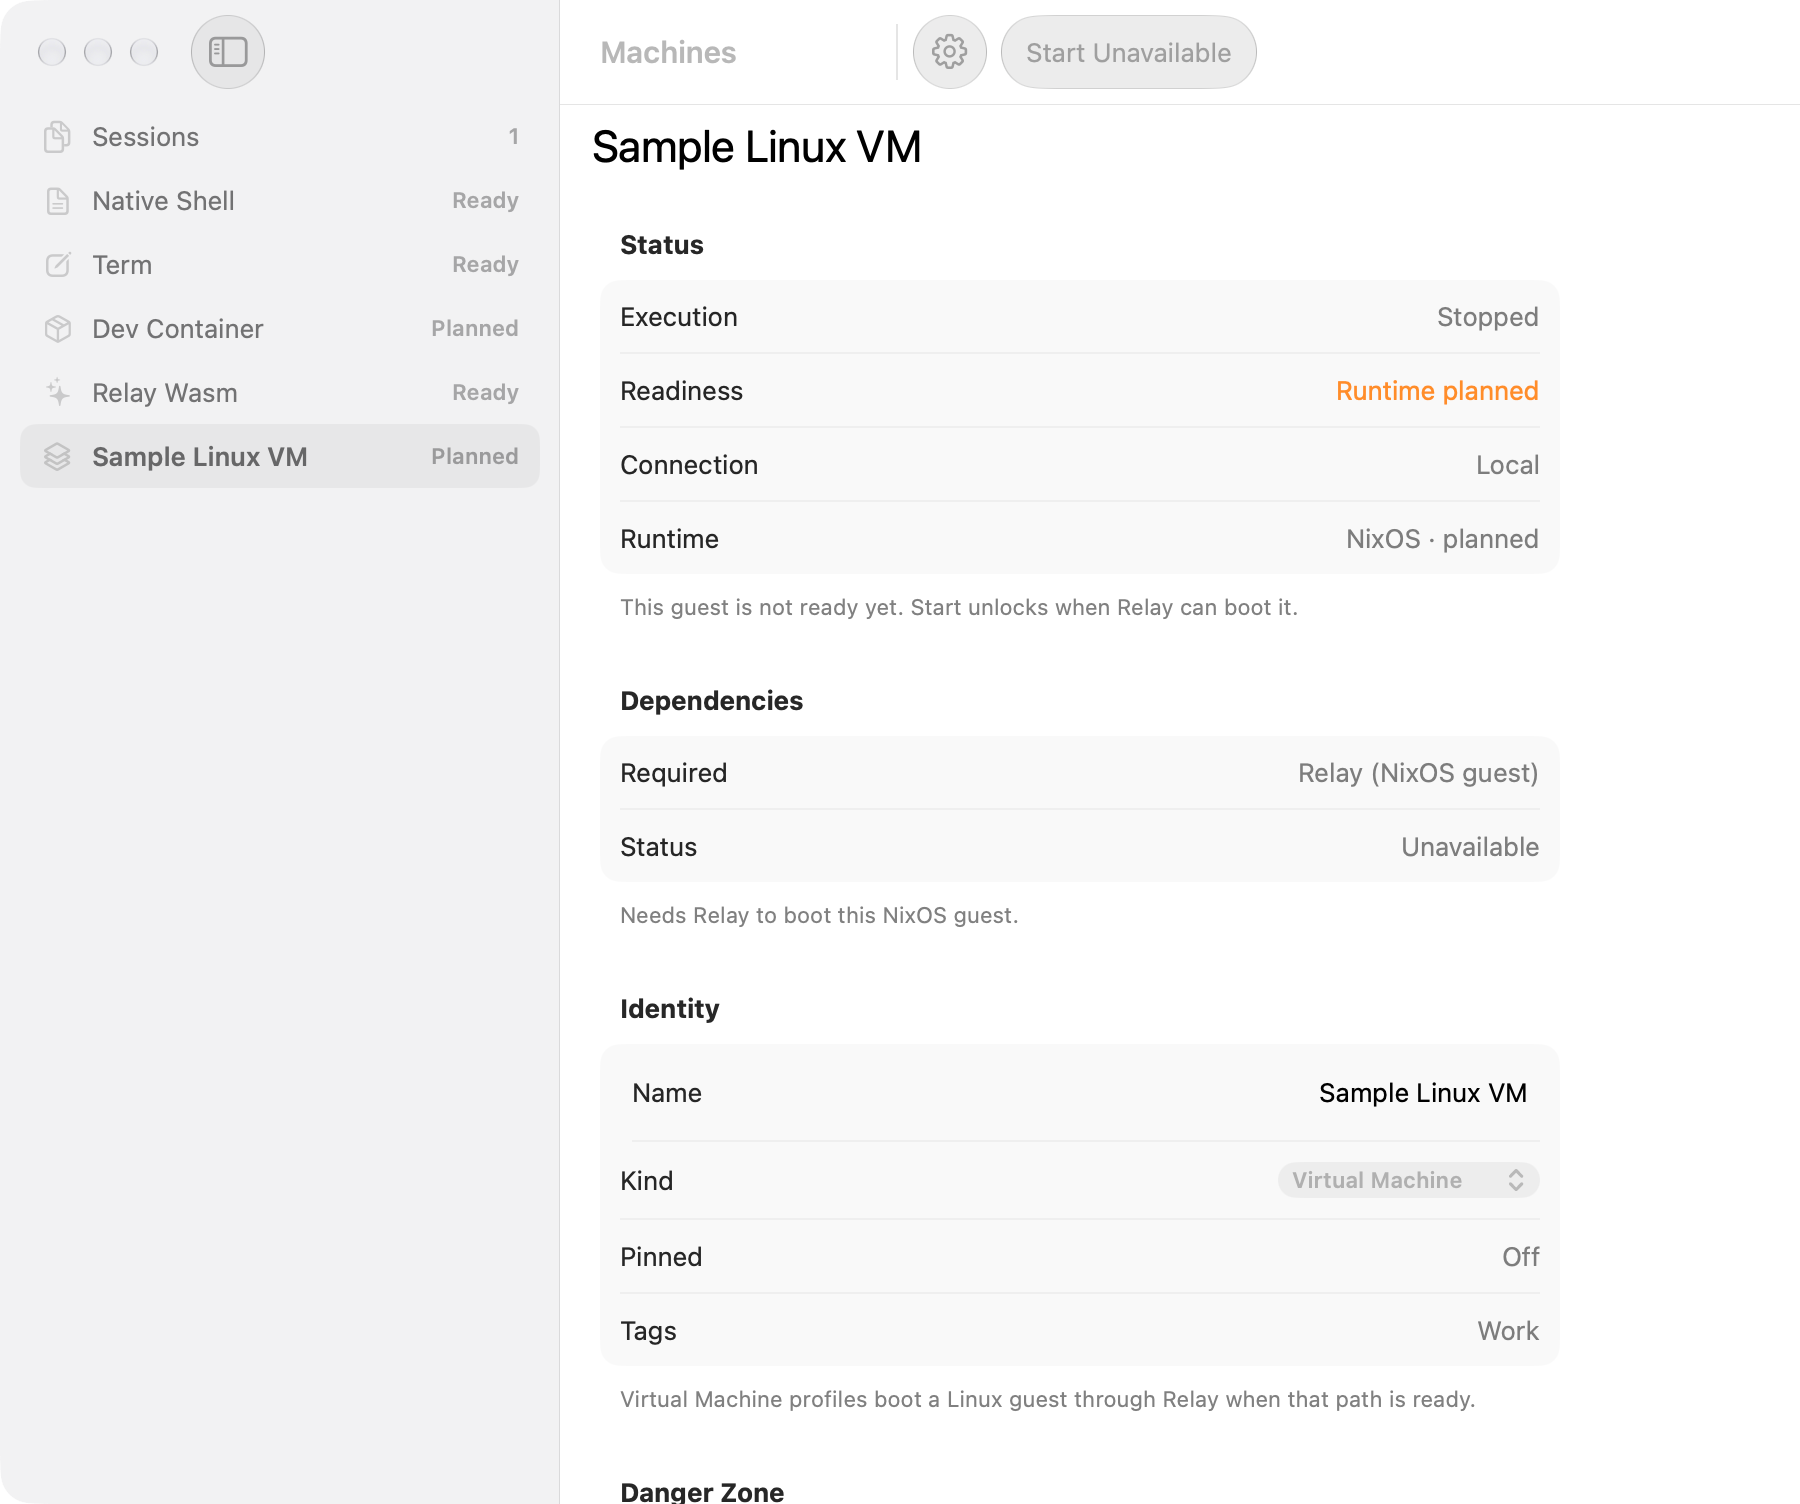 Machines
Start Unavailable
Sessions 1
Native Shell Ready
Term Ready
Dev Container Planned
Relay Wasm Ready
Sample Linux VM Planned
Sample Linux VM
Status
Execution Stopped
Readiness Runtime planned
Connection Local
Runtime NixOS · planned
This guest is not ready yet. Start unlocks when Relay can boot it.
Dependencies
Required Relay (NixOS guest)
Status Unavailable
Needs Relay to boot this NixOS guest.
Identity
Name Sample Linux VM
Kind Virtual Machine
Pinned Off
Tags Work
Virtual Machine profiles boot a Linux guest through Relay when that path is ready.
Danger Zone